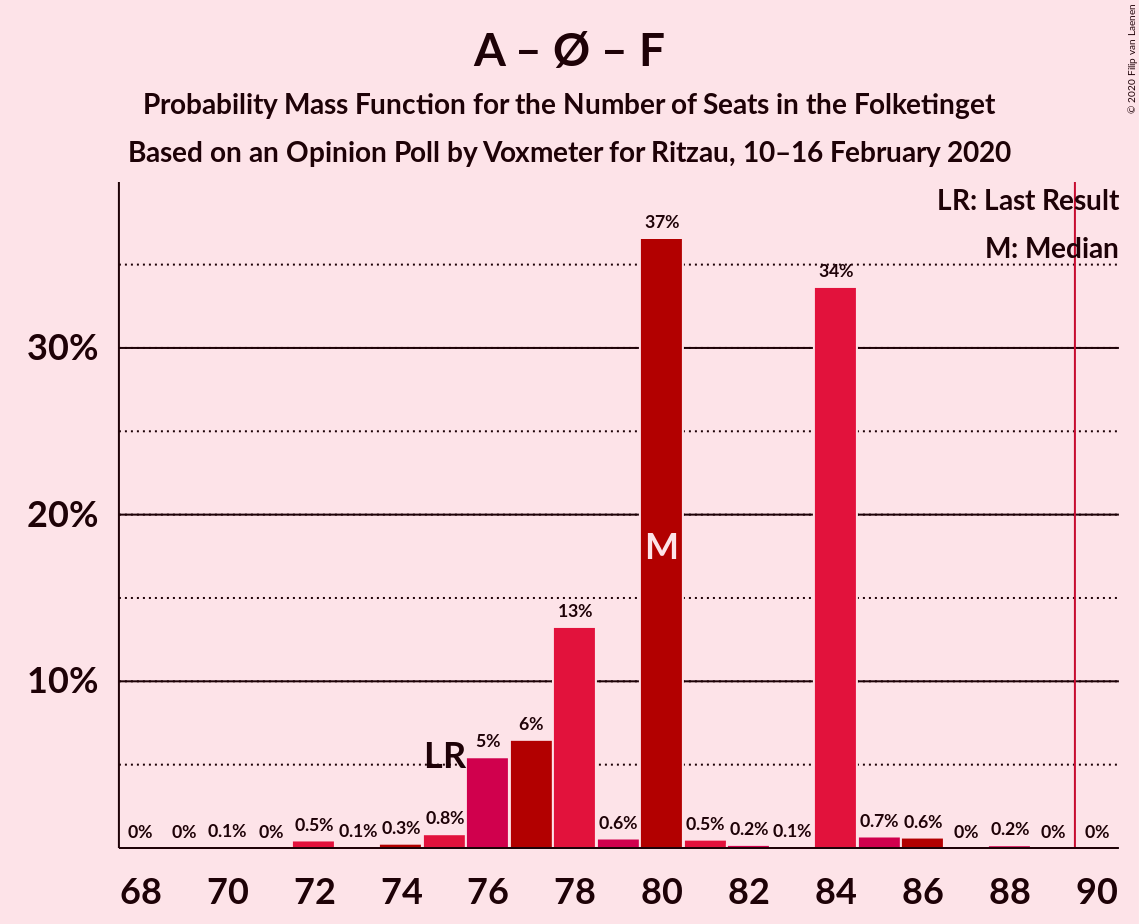 A – Ø – F
Probability Mass Function for the Number of Seats in the Folketinget
Based on an Opinion Poll by Voxmeter for Ritzau, 10–16 February 2020
© 2020 Filip van Laenen
LR: Last Result
M: Median
30%
20%
10%
0%
0%
0.1%
0%
0.5%
0.1%
0.3%
0.8%
5%
6%
13%
0.6%
37%
0.5%
0.2%
0.1%
34%
0.7%
0.6%
0%
0.2%
0%
0%
LR
M
68 70 72 74 76 78 80 82 84 86 88 90